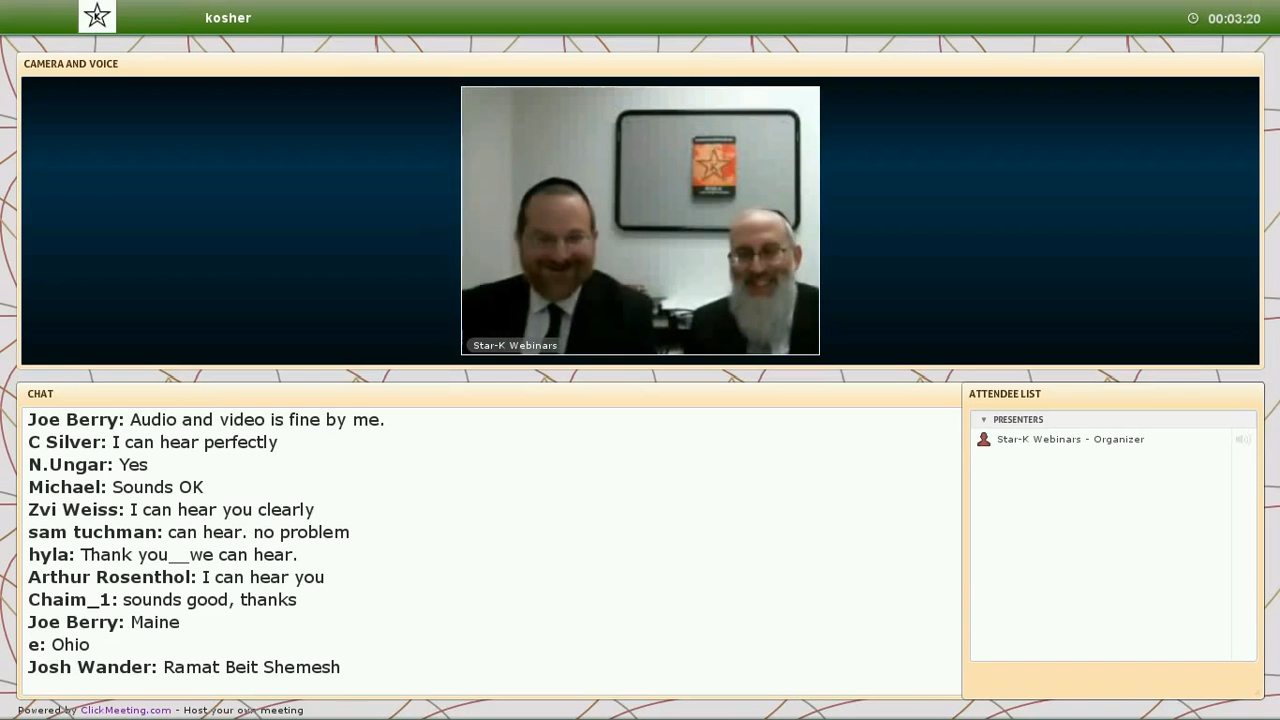 kosher
00:03:20
CAMERA AND VOICE
K
Star-K Webinars
CHAT
Joe Berry: Audio and video is fine by me.
C Silver: I can hear perfectly
N.Ungar: Yes
Michael: Sounds OK
Zvi Weiss: I can hear you clearly
sam tuchman: can hear. no problem
hyla: Thank you__we can hear.
Arthur Rosenthol: I can hear you
Chaim_1: sounds good, thanks
Joe Berry: Maine
e: Ohio
Josh Wander: Ramat Beit Shemesh
ATTENDEE LIST
PRESENTERS
Star-K Webinars - Organizer
Powered by ClickMeeting.com - Host your own meeting